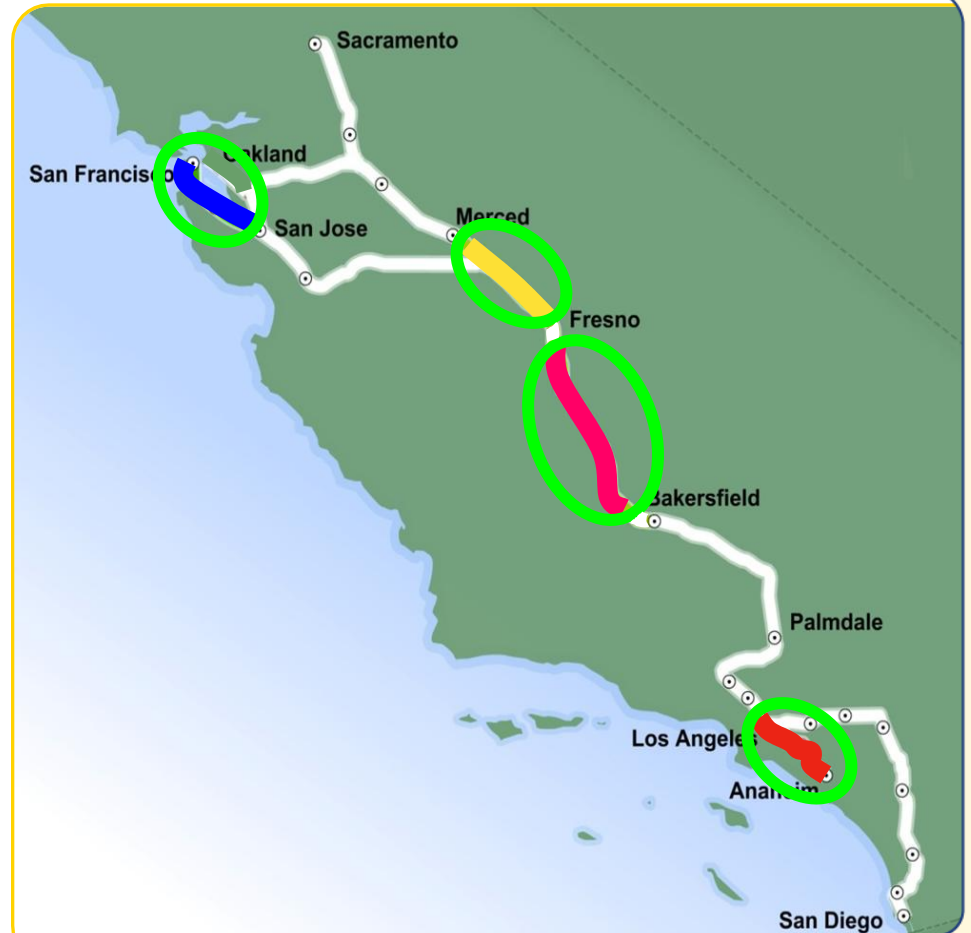 Sacramento
Oakland
San Francisco
San Jose
Merced
Fresno
Bakersfield
Palmdale
Los Angeles
Anaheim
San Diego